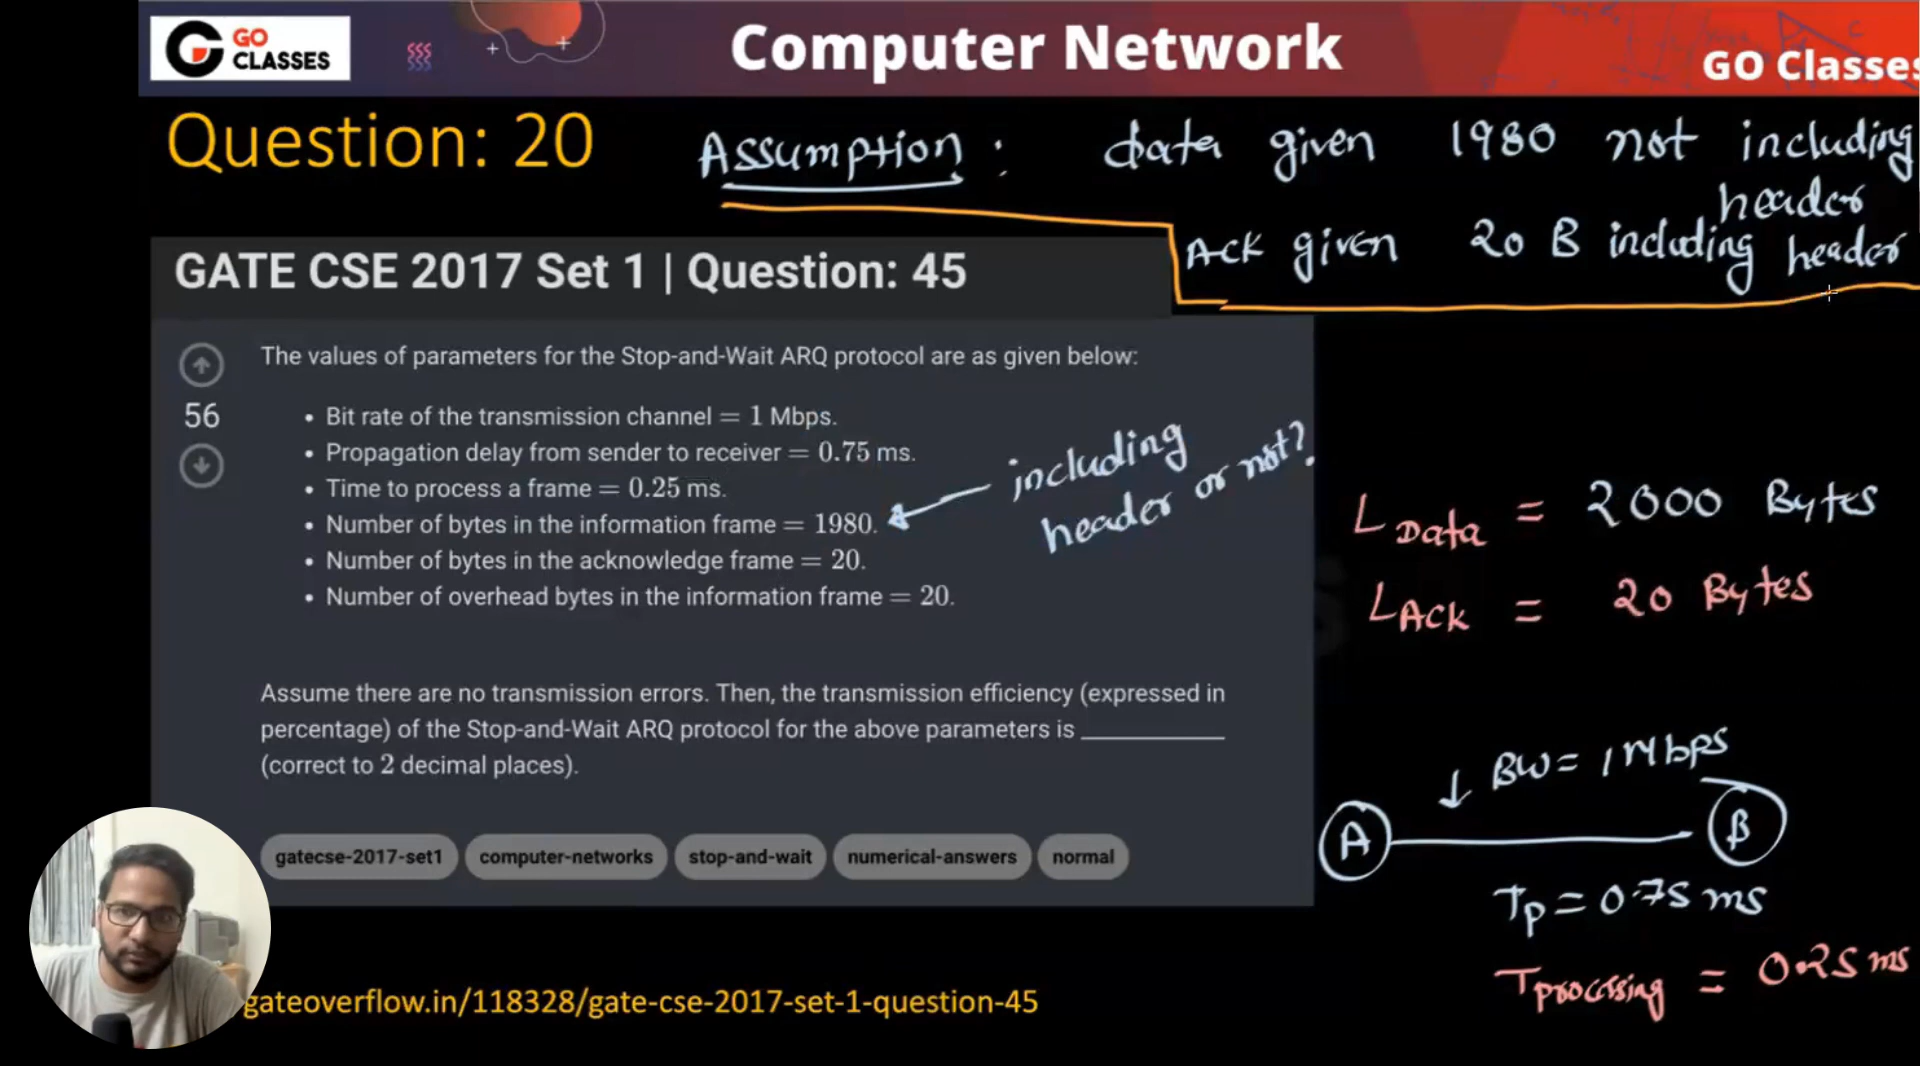 GO
CLASSES
Computer Network
GO Classes
Question: 20
Assumption : data given 1980 not including
header
Ack given 20 B including header
GATE CSE 2017 Set 1 | Question: 45
56
The values of parameters for the Stop-and-Wait ARQ protocol are as given below:
• Bit rate of the transmission channel = 1 Mbps.
• Propagation delay from sender to receiver = 0.75 ms.
• Time to process a frame = 0.25 ms.
• Number of bytes in the information frame = 1980.
• Number of bytes in the acknowledge frame = 20.
• Number of overhead bytes in the information frame = 20.
including
header or not?
Assume there are no transmission errors. Then, the transmission efficiency (expressed in
percentage) of the Stop-and-Wait ARQ protocol for the above parameters is ___________
(correct to 2 decimal places).
L Data = 2000 Bytes
L Ack = 20 Bytes
BW = 1 Mbps
A B
Tp = 0.75 ms
Tprocessing = 0.25 ms
gatecse-2017-set1 computer-networks stop-and-wait numerical-answers normal
gateoverflow.in/118328/gate-cse-2017-set-1-question-45